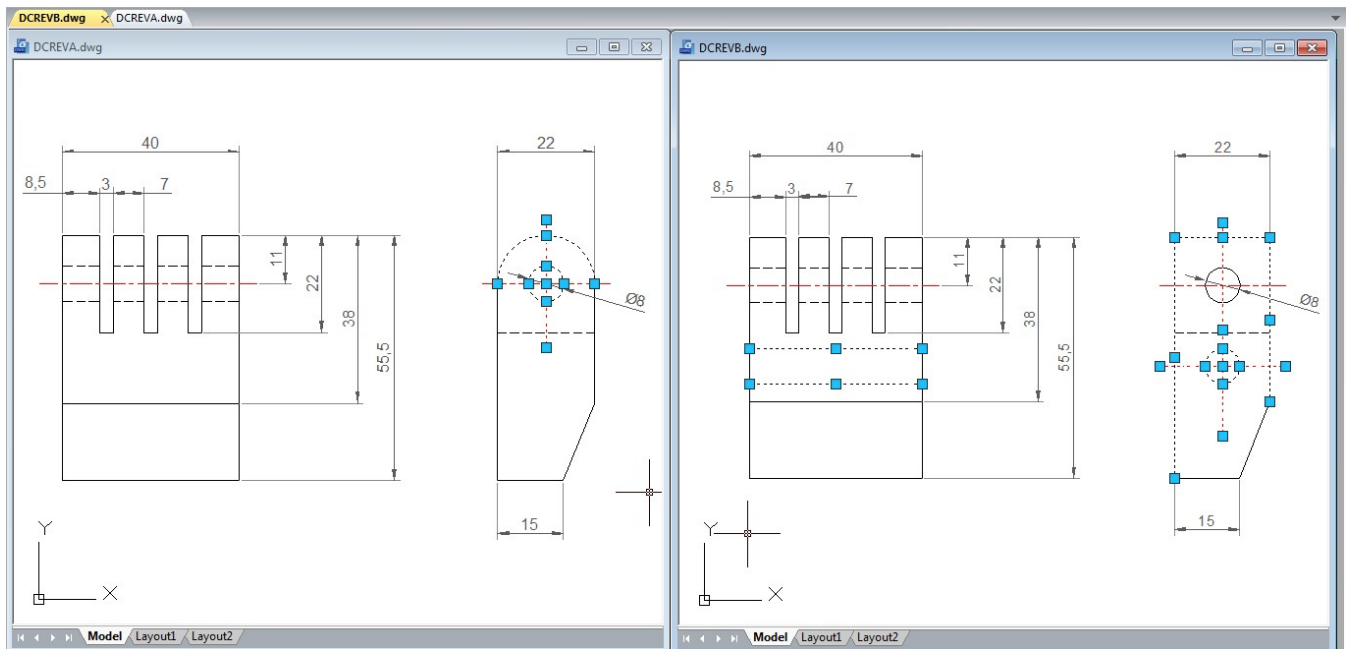 DCREVB.dwg DCREVA.dwg
DCREVA.dwg
40
22
8,5 3 7
11
22
38
55,5
Ø8
15
Y
X
Model Layout1 Layout2
DCREVB.dwg
40
22
8,5 3 7
11
22
38
55,5
Ø8
15
Y
X
Model Layout1 Layout2